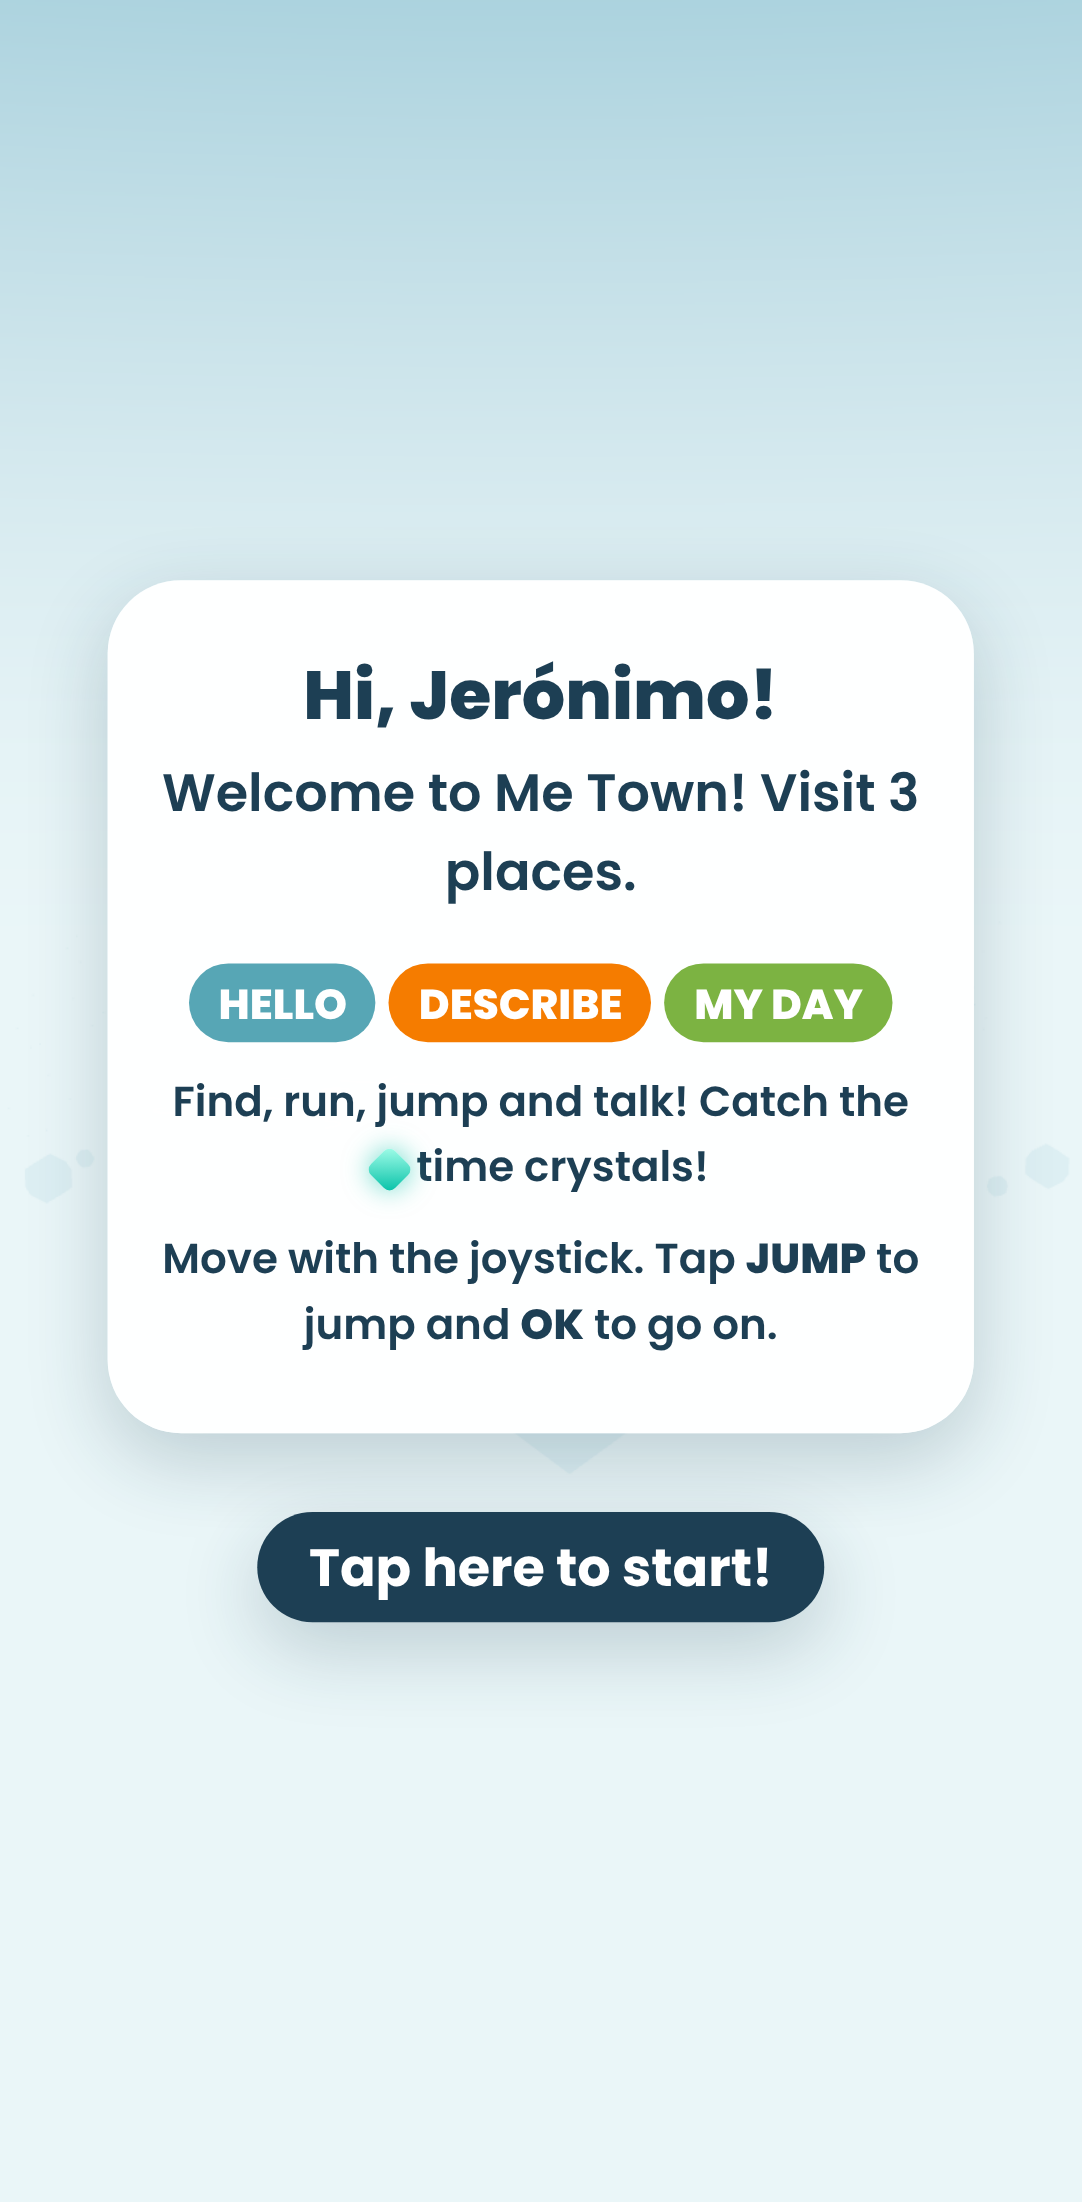 Hi, Jerónimo!
Welcome to Me Town! Visit 3
places.
HELLO DESCRIBE MY DAY
Find, run, jump and talk! Catch the
time crystals!
Move with the joystick. Tap JUMP to
jump and OK to go on.
Tap here to start!